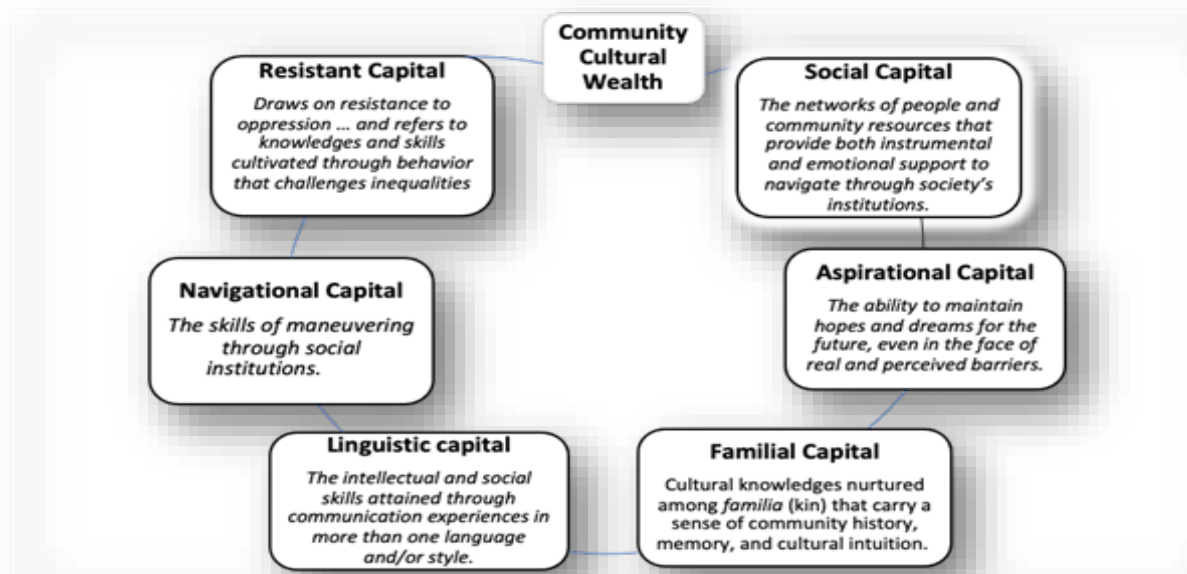 Community
Cultural
Wealth
Resistant Capital
Draws on resistance to
oppression ... and refers to
knowledges and skills
cultivated through behavior
that challenges inequalities
Social Capital
The networks of people and
community resources that
provide both instrumental
and emotional support to
navigate through society's
institutions.
Navigational Capital
The skills of maneuvering
through social
institutions.
Aspirational Capital
The ability to maintain
hopes and dreams for the
future, even in the face of
real and perceived barriers.
Linguistic capital
The intellectual and social
skills attained through
communication experiences in
more than one language
and/or style.
Familial Capital
Cultural knowledges nurtured
among familia (kin) that carry a
sense of community history,
memory, and cultural intuition.